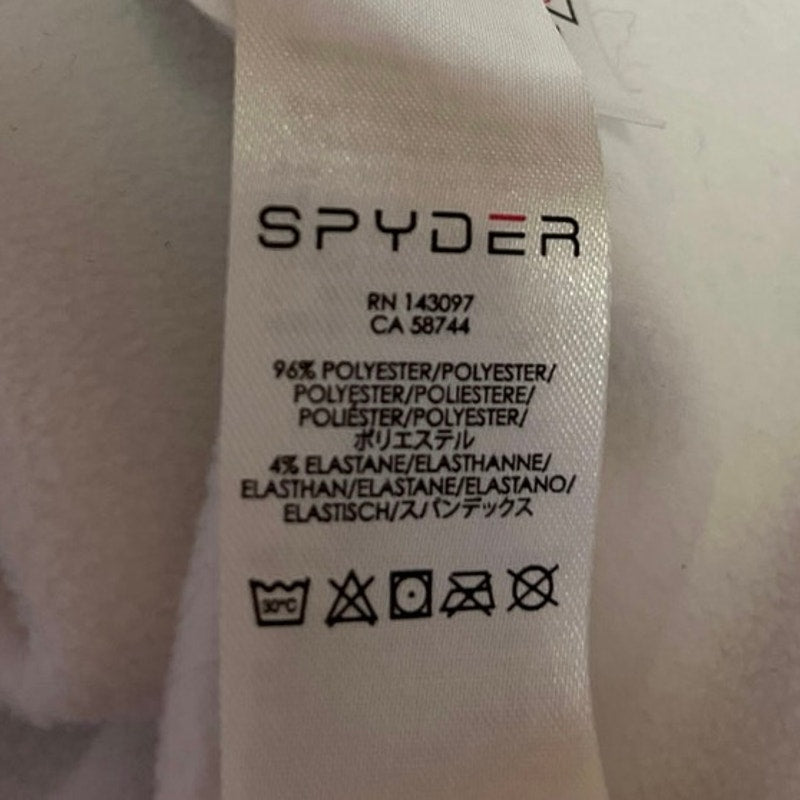 SPYDER
RN 143097
CA 58744
96% POLYESTER/POLYESTER/
POLYESTER/POLIESTERE/
POLIÉSTER/POLYESTER/
ポリエステル
4% ELASTANE/ELASTHANNE/
ELASTHAN/ELASTANE/ELASTANO/
ELASTISCH/スパンデックス
30°C